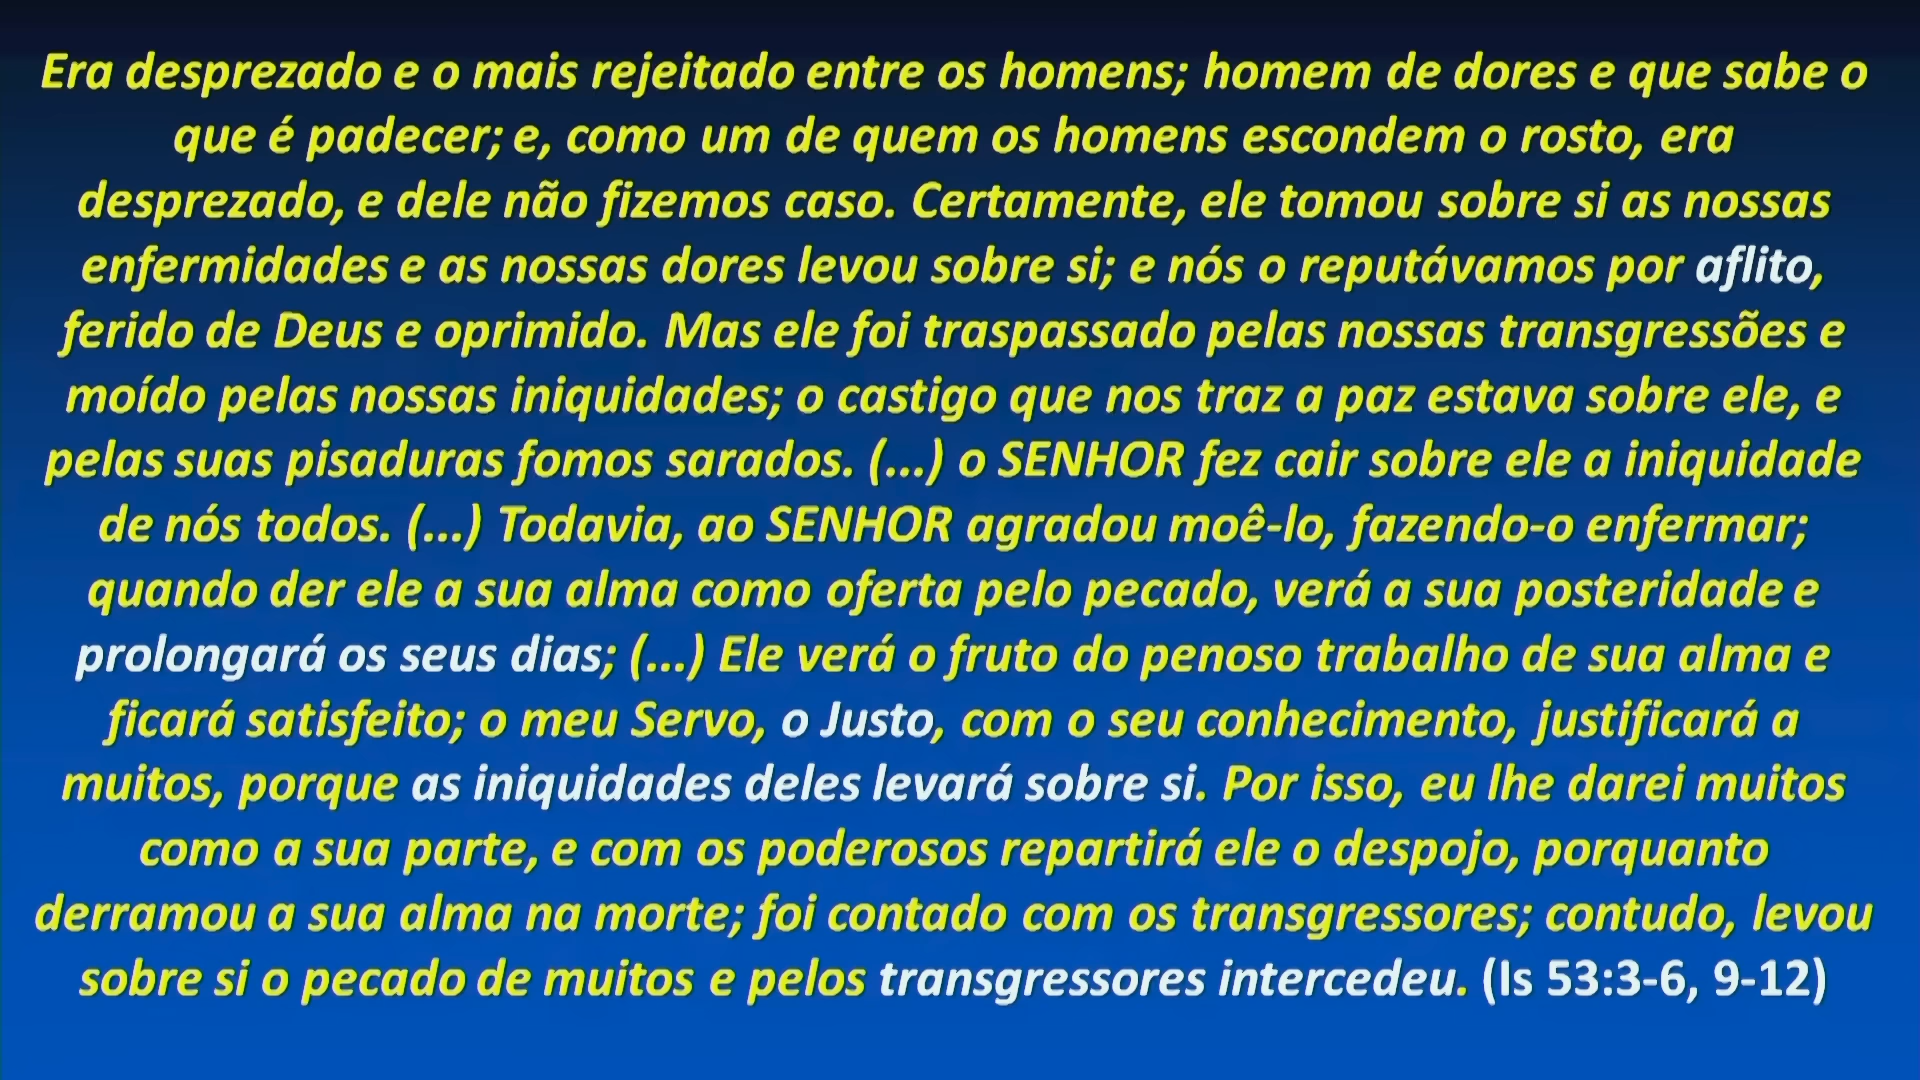 Era desprezado e o mais rejeitado entre os homens; homem de dores e que sabe o
que é padecer; e, como um de quem os homens escondem o rosto, era
desprezado, e dele não fizemos caso. Certamente, ele tomou sobre si as nossas
enfermidades e as nossas dores levou sobre si; e nós o reputávamos por aflito,
ferido de Deus e oprimido. Mas ele foi traspassado pelas nossas transgressões e
moído pelas nossas iniquidades; o castigo que nos traz a paz estava sobre ele, e
pelas suas pisaduras fomos sarados. (...) o SENHOR fez cair sobre ele a iniquidade
de nós todos. (...) Todavia, ao SENHOR agradou moê-lo, fazendo-o enfermar;
quando der ele a sua alma como oferta pelo pecado, verá a sua posteridade e
prolongará os seus dias; (...) Ele verá o fruto do penoso trabalho de sua alma e
ficará satisfeito; o meu Servo, o Justo, com o seu conhecimento, justificará a
muitos, porque as iniquidades deles levará sobre si. Por isso, eu lhe darei muitos
como a sua parte, e com os poderosos repartirá ele o despojo, porquanto
derramou a sua alma na morte; foi contado com os transgressores; contudo, levou
sobre si o pecado de muitos e pelos transgressores intercedeu. (Is 53:3-6, 9-12)